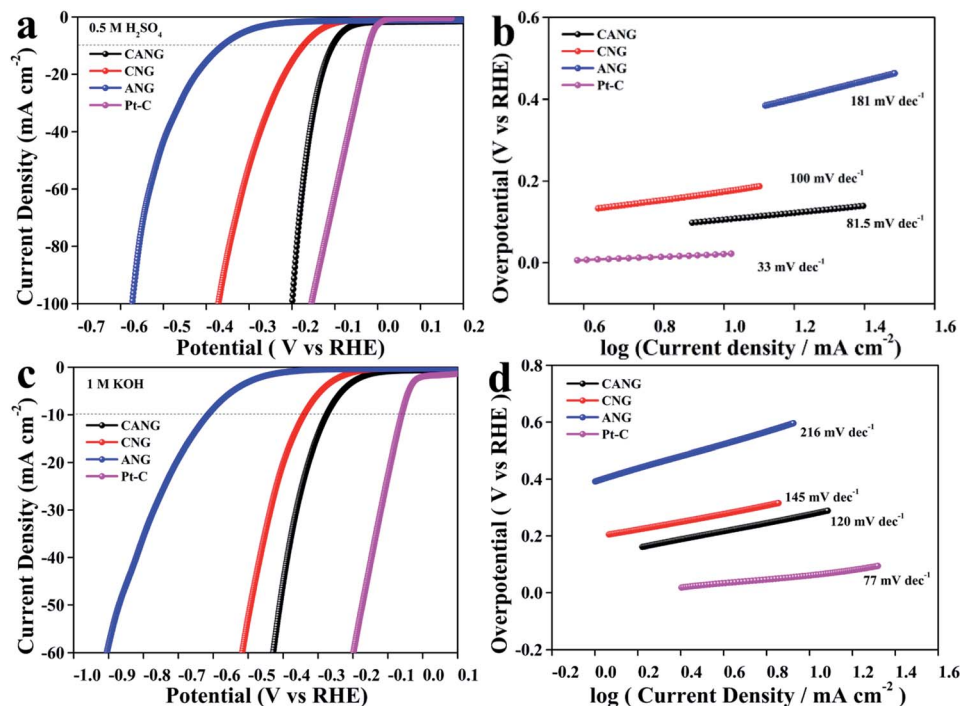 a
0.5 M H₂SO₄
CANG
CNG
ANG
Pt-C
Current Density (mA cm⁻²)
0
-20
-40
-60
-80
-100
-0.7 -0.6 -0.5 -0.4 -0.3 -0.2 -0.1 0.0 0.1 0.2
Potential ( V vs RHE)
b
CANG
CNG
ANG
Pt-C
181 mV dec⁻¹
100 mV dec⁻¹
81.5 mV dec⁻¹
33 mV dec⁻¹
Overpotential (V vs RHE)
0.6
0.4
0.2
0.0
0.6 0.8 1.0 1.2 1.4 1.6
log (Current density / mA cm⁻²)
c
1 M KOH
CANG
CNG
ANG
Pt-C
Current Density (mA cm⁻²)
0
-10
-20
-30
-40
-50
-60
-1.0 -0.9 -0.8 -0.7 -0.6 -0.5 -0.4 -0.3 -0.2 -0.1 -0.0 0.1
Potential (V vs RHE)
d
CANG
CNG
ANG
Pt-C
216 mV dec⁻¹
145 mV dec⁻¹
120 mV dec⁻¹
77 mV dec⁻¹
Overpotential ( V vs RHE )
0.8
0.6
0.4
0.2
0.0
-0.2
-0.2 0.0 0.2 0.4 0.6 0.8 1.0 1.2 1.4 1.6
log ( Current Density / mA cm⁻²)